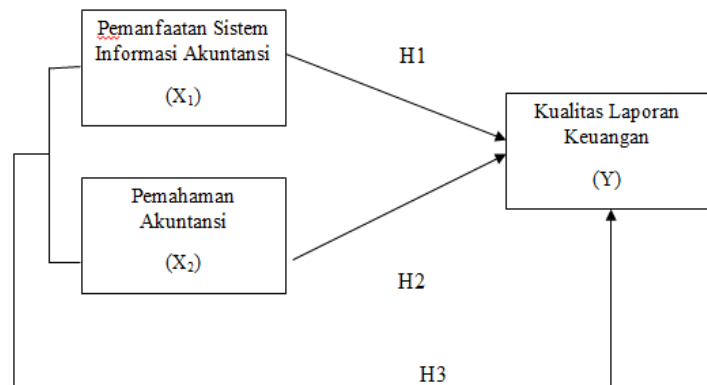 Pemanfaatan Sistem
Informasi Akuntansi
(X₁)
H1
Kualitas Laporan
Keuangan
(Y)
Pemahaman
Akuntansi
(X₂)
H2
H3